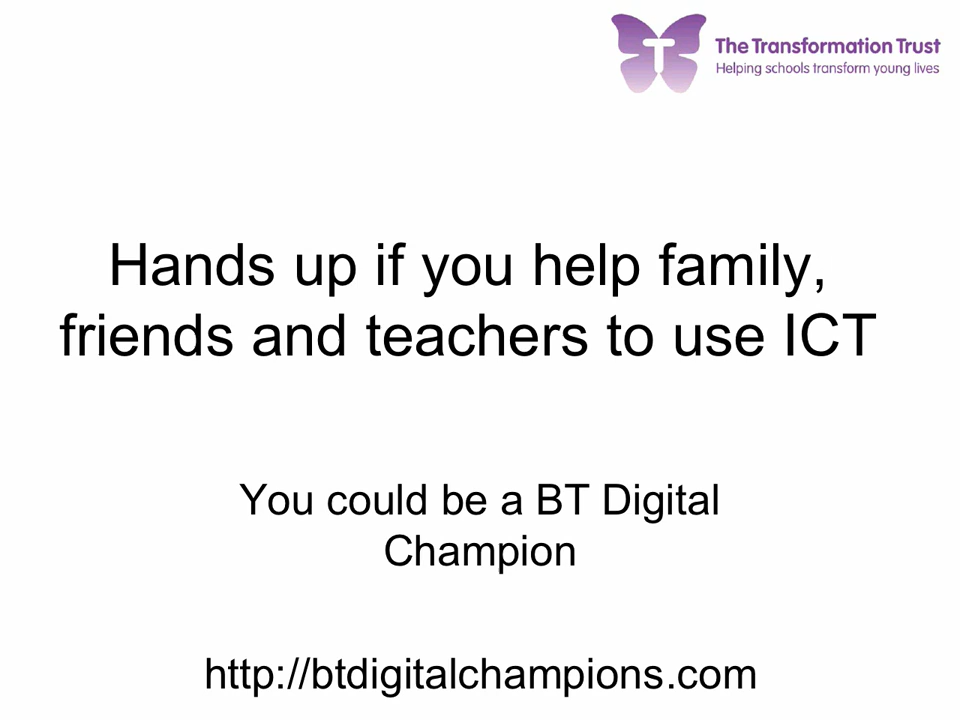 The Transformation Trust
Helping schools transform young lives
Hands up if you help family,
friends and teachers to use ICT
You could be a BT Digital
Champion
http://btdigitalchampions.com